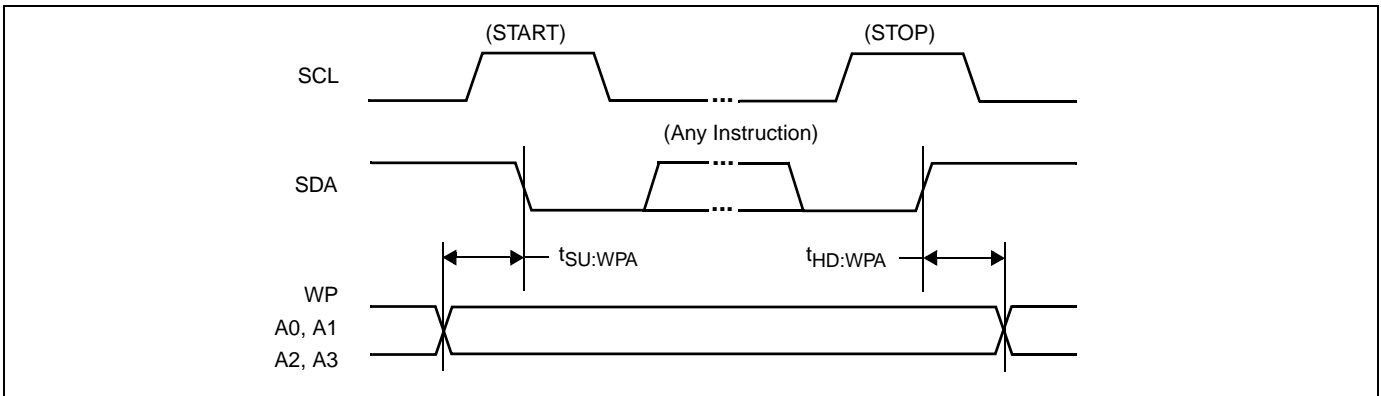 (START)
(STOP)
SCL
...
(Any Instruction)
SDA
...
...
tSU:WPA
tHD:WPA
WP
A0, A1
A2, A3